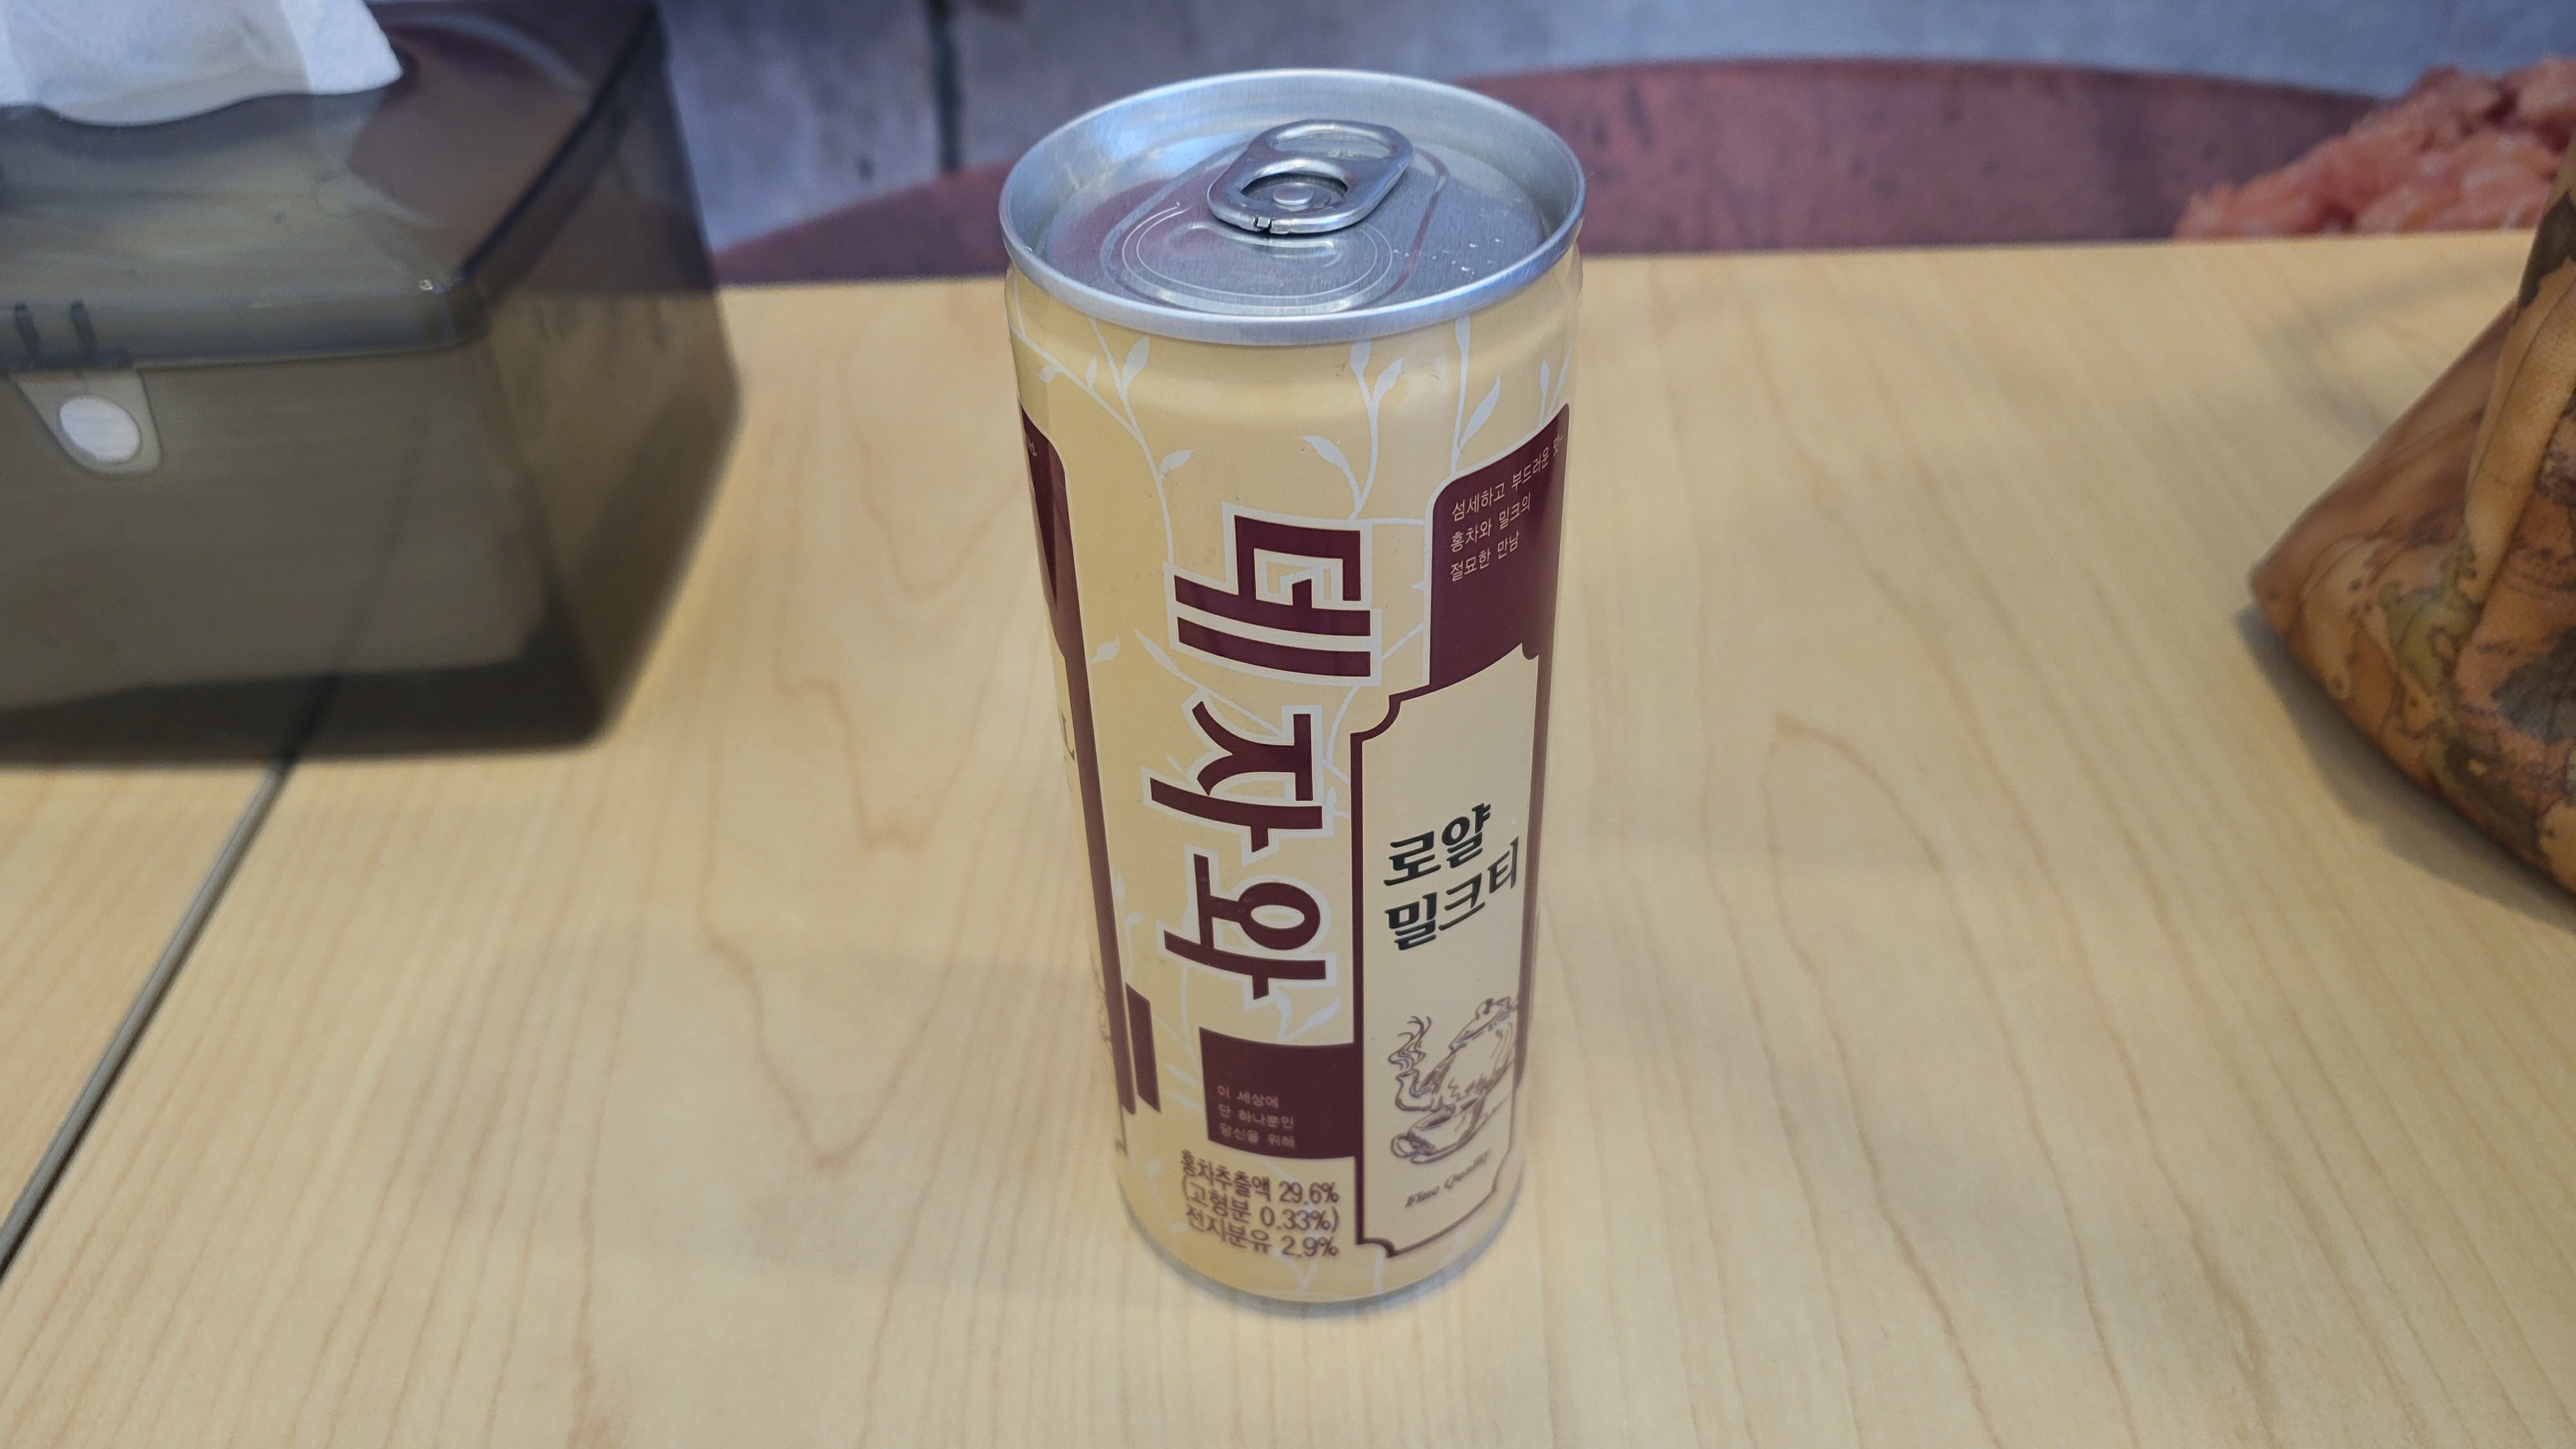 데자와
섬세하고 부드러운 맛
홍차와 밀크의
절묘한 만남
로얄
밀크티
Fine Quality
이 세상에
단 하나뿐인
당신을 위해
홍차추출액 29.6%
(고형분 0.33%)
전지분유 2.9%